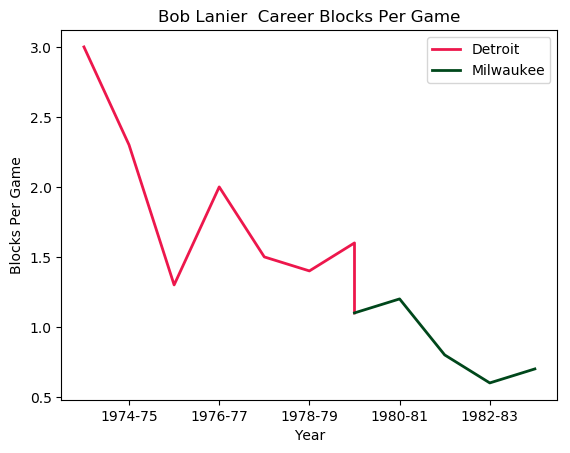 Bob Lanier  Career Blocks Per Game
Detroit
Milwaukee
Blocks Per Game
3.0
2.5
2.0
1.5
1.0
0.5
1974-75 1976-77 1978-79 1980-81 1982-83
Year